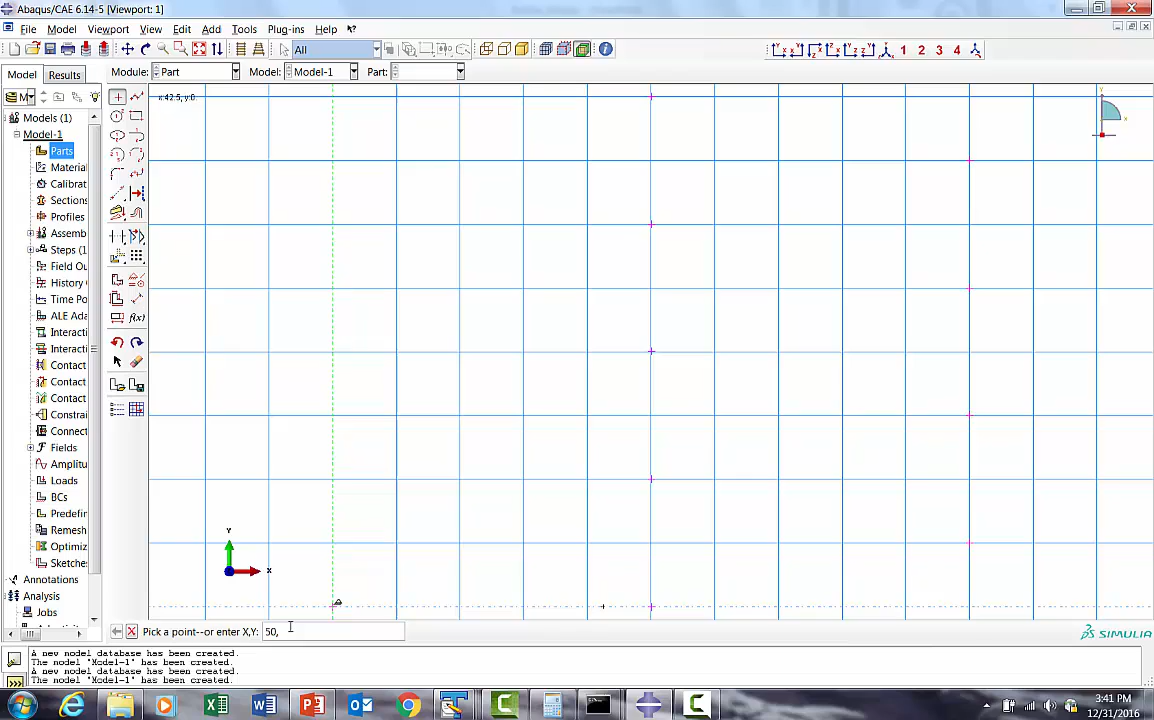 Abaqus/CAE 6.14-5 [Viewport: 1]
File Model Viewport View Edit Add Tools Plug-ins Help
All
1 2 3 4
Model Results
Module: Part Model: Model-1 Part:
x:42.5, y:0.
Models (1)
Model-1
Parts
Material
Calibrat
Sections
Profiles
Assemb
Steps (1
Field Ou
History
Time Po
ALE Ada
Interacti
Interacti
Contact
Contact
Contact
Constrai
Connect
Fields
Amplitu
Loads
BCs
Predefin
Remesh
Optimiz
Sketches
Annotations
Analysis
Jobs
f(x)
Y
X
Y
X
Pick a point--or enter X,Y: 50,
SIMULIA
A new model database has been created.
The model "Model-1" has been created.
A new model database has been created.
The model "Model-1" has been created.
3:41 PM
12/31/2016